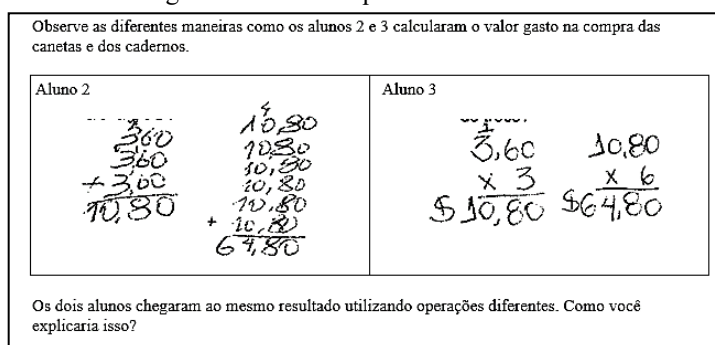 Observe as diferentes maneiras como os alunos 2 e 3 calcularam o valor gasto na compra das
canetas e dos cadernos.
Aluno 2
3,60
3,60
+ 3,60
10,80
4
10,80
10,80
10,80
10,80
10,80
+ 10,80
64,80
Aluno 3
1
3,60
x 3
$ 10,80
10,80
x 6
$64,80
Os dois alunos chegaram ao mesmo resultado utilizando operações diferentes. Como você
explicaria isso?